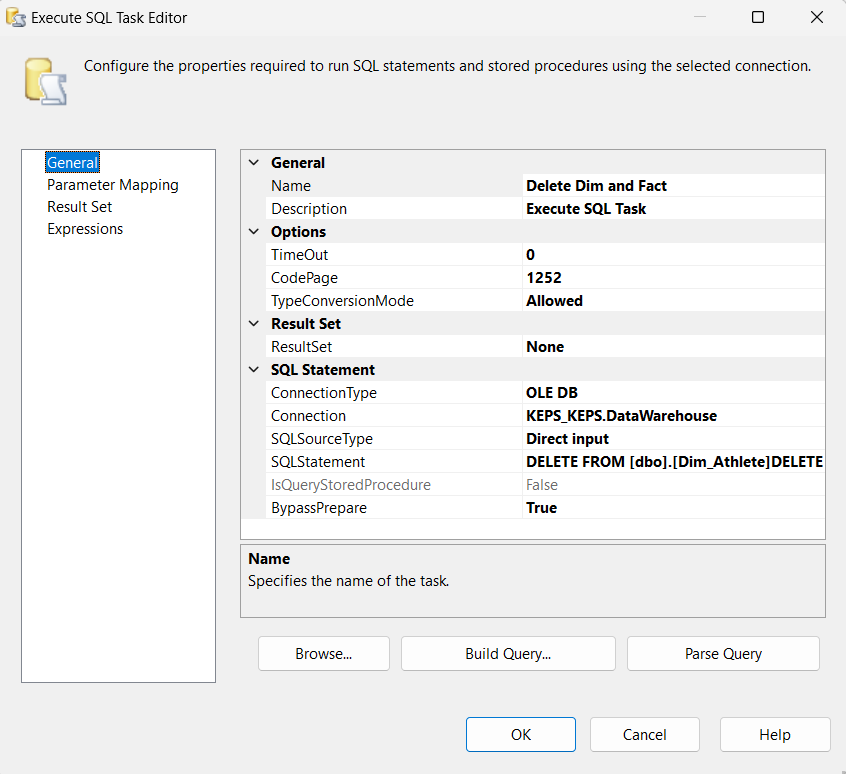 Execute SQL Task Editor
Configure the properties required to run SQL statements and stored procedures using the selected connection.
General
Parameter Mapping
Result Set
Expressions
General
Name Delete Dim and Fact
Description Execute SQL Task
Options
TimeOut 0
CodePage 1252
TypeConversionMode Allowed
Result Set
ResultSet None
SQL Statement
ConnectionType OLE DB
Connection KEPS_KEPS.DataWarehouse
SQLSourceType Direct input
SQLStatement DELETE FROM [dbo].[Dim_Athlete]DELETE
IsQueryStoredProcedure False
BypassPrepare True
Name
Specifies the name of the task.
Browse... Build Query... Parse Query
OK Cancel Help